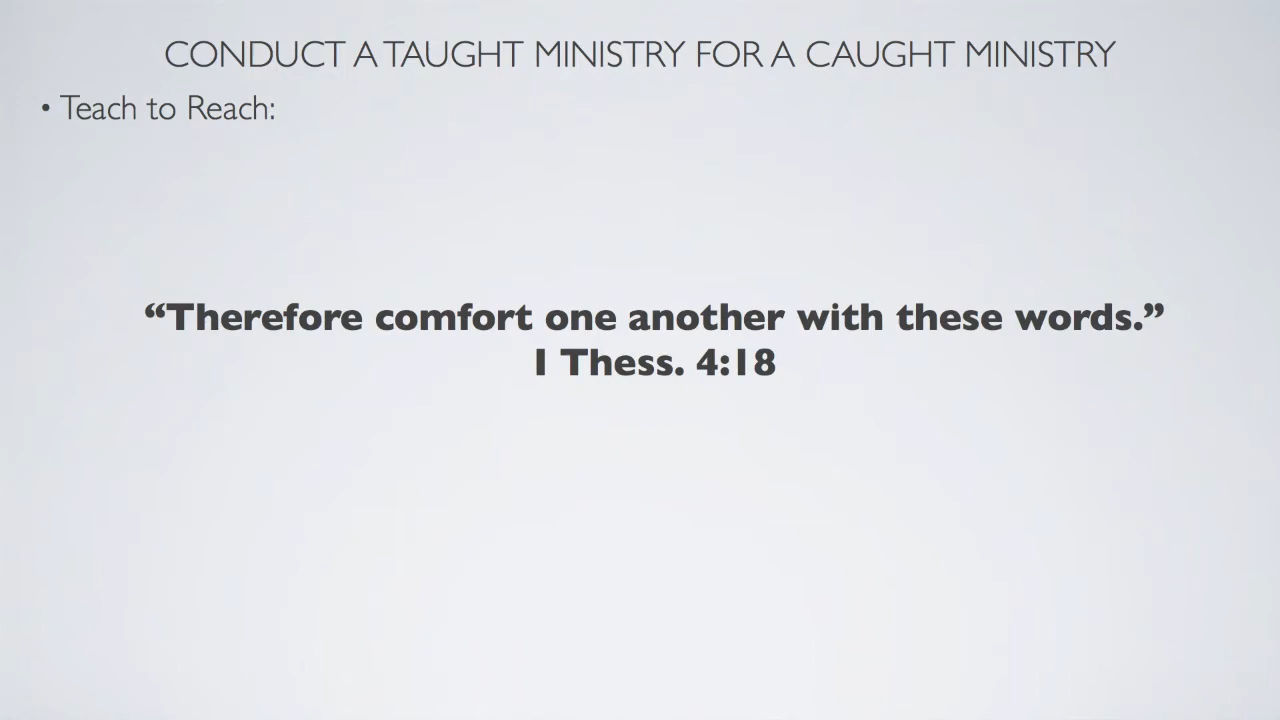 CONDUCT A TAUGHT MINISTRY FOR A CAUGHT MINISTRY
• Teach to Reach:
“Therefore comfort one another with these words.”
1 Thess. 4:18